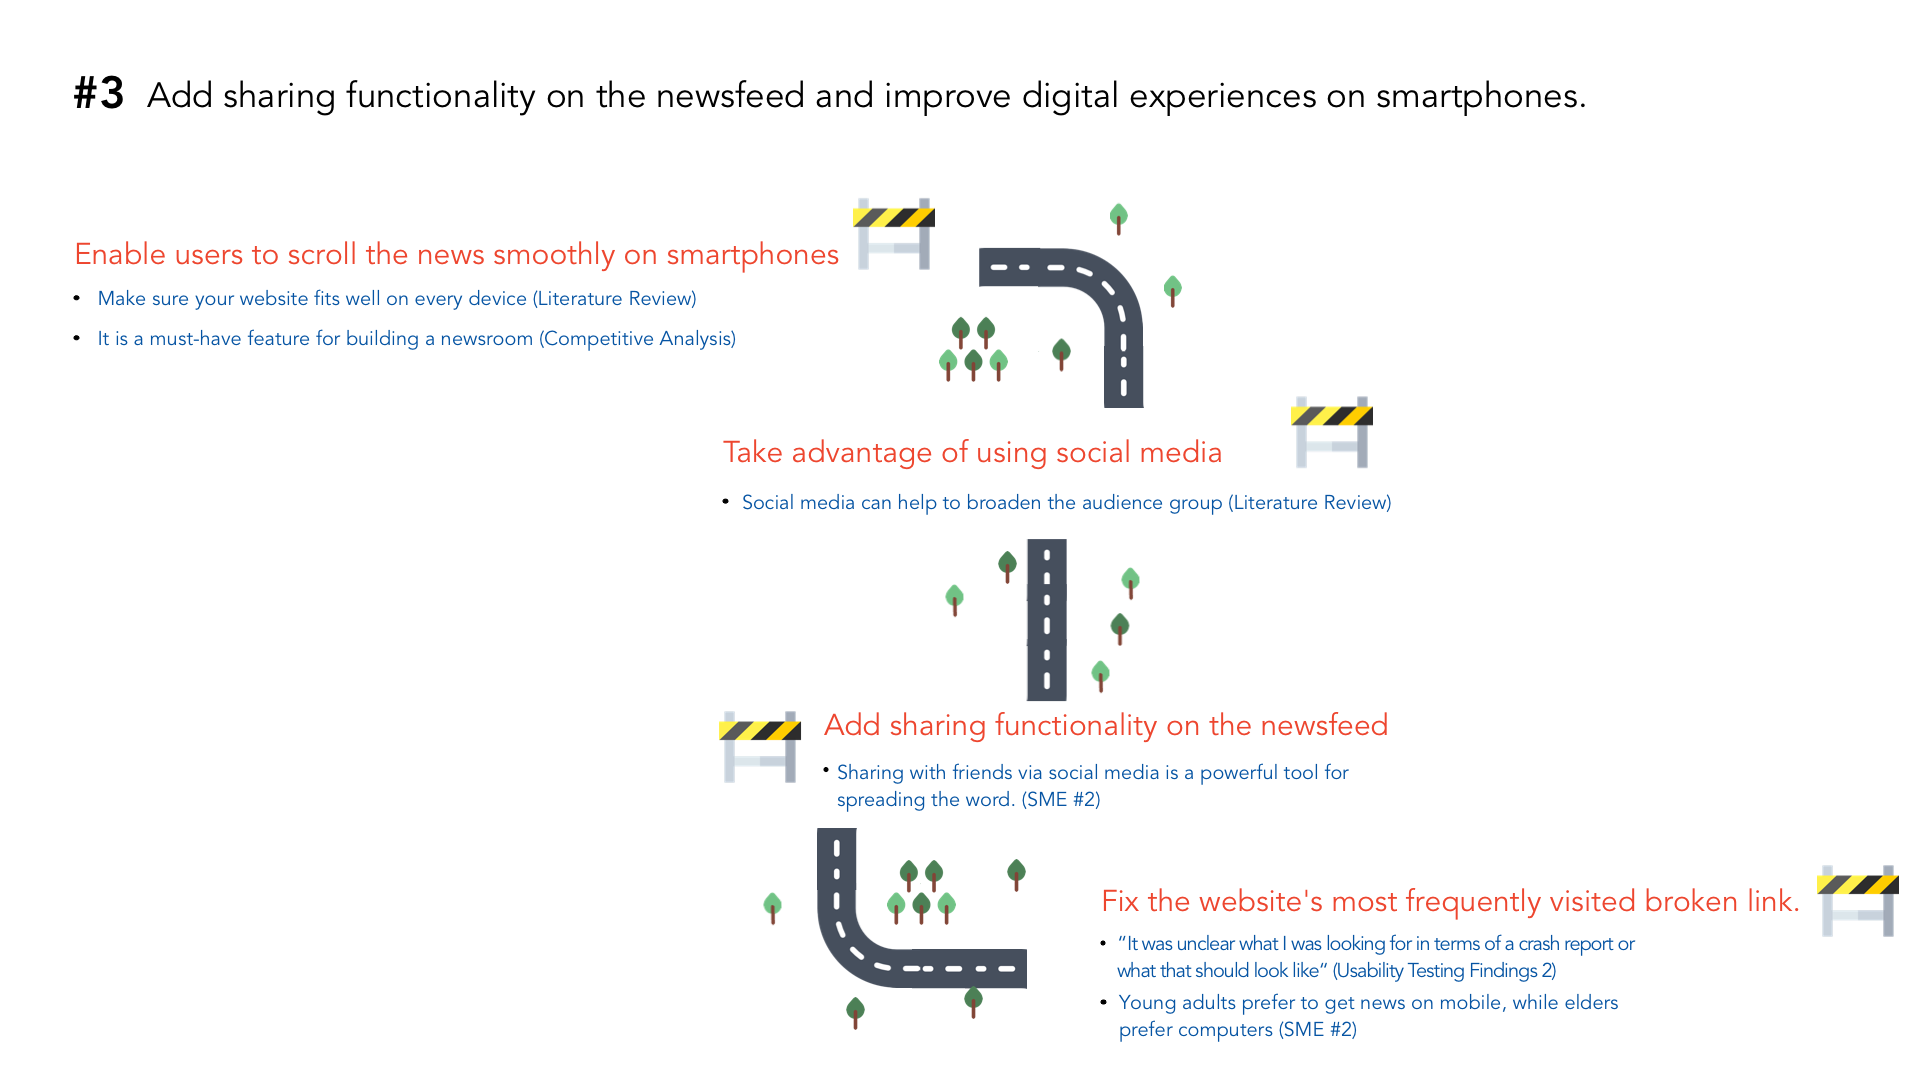 #3 Add sharing functionality on the newsfeed and improve digital experiences on smartphones.
Enable users to scroll the news smoothly on smartphones
• Make sure your website fits well on every device (Literature Review)
• It is a must-have feature for building a newsroom (Competitive Analysis)
Take advantage of using social media
• Social media can help to broaden the audience group (Literature Review)
Add sharing functionality on the newsfeed
• Sharing with friends via social media is a powerful tool for
spreading the word. (SME #2)
Fix the website's most frequently visited broken link.
• “It was unclear what I was looking for in terms of a crash report or
what that should look like” (Usability Testing Findings 2)
• Young adults prefer to get news on mobile, while elders
prefer computers (SME #2)